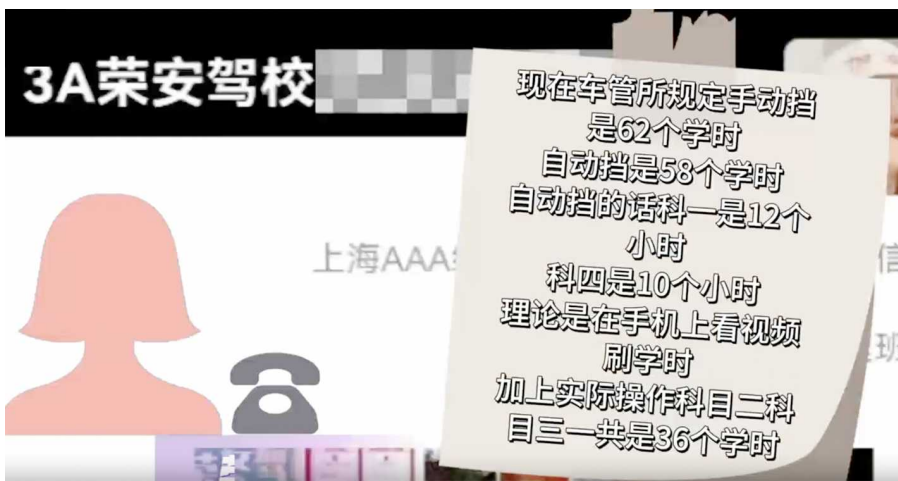 3A荣安驾校
现在车管所规定手动挡
是62个学时
自动挡是58个学时
自动挡的话科一是12个
小时
科四是10个小时
理论是在手机上看视频
刷学时
加上实际操作科目二科
目三一共是36个学时
上海AAA
信
班